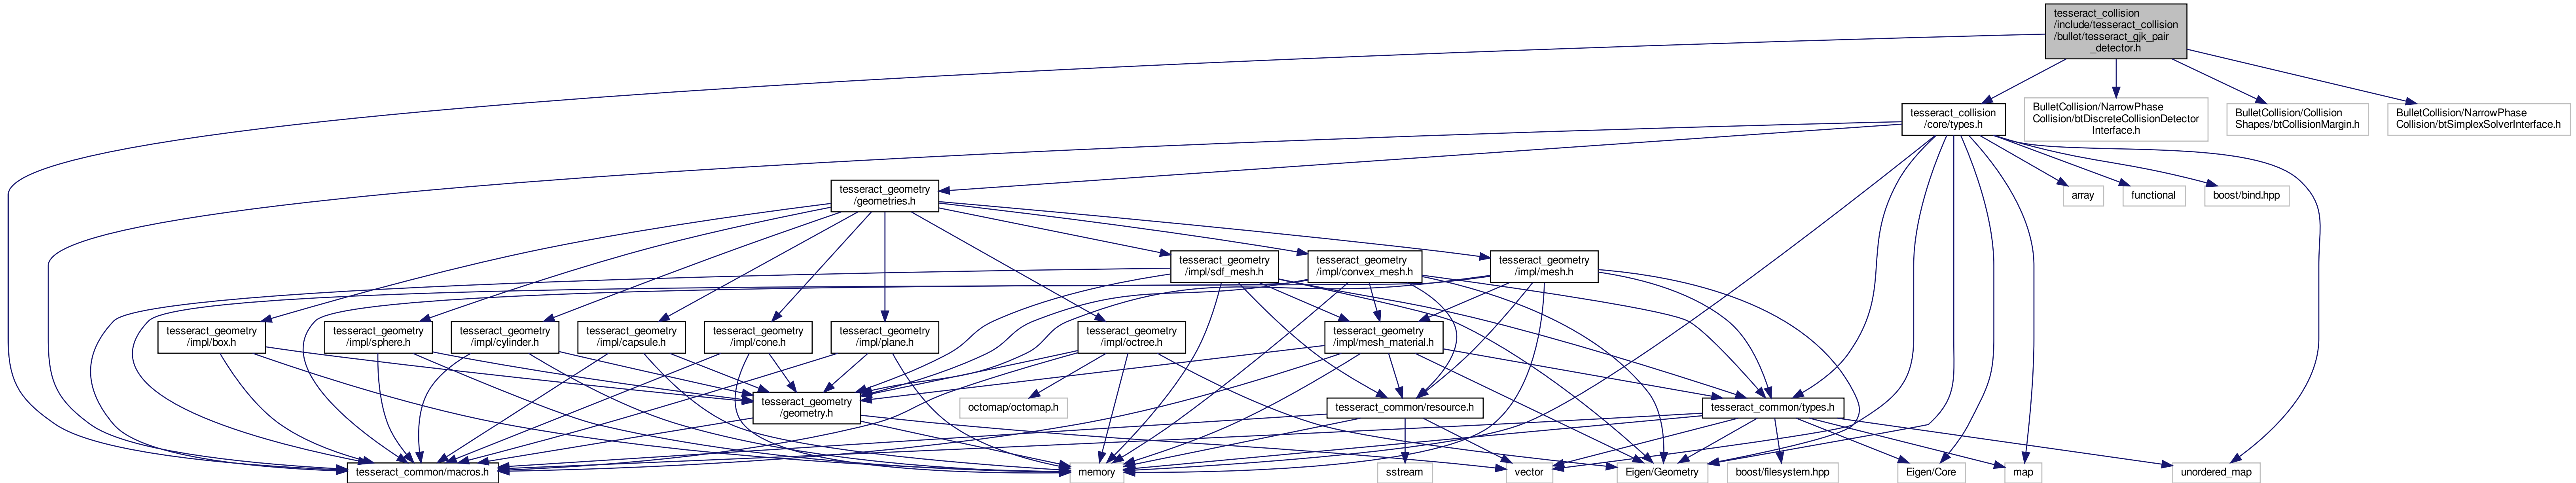 tesseract_collision
/include/tesseract_collision
/bullet/tesseract_gjk_pair
_detector.h
tesseract_collision
/core/types.h
BulletCollision/NarrowPhase
Collision/btDiscreteCollisionDetector
Interface.h
BulletCollision/Collision
Shapes/btCollisionMargin.h
BulletCollision/NarrowPhase
Collision/btSimplexSolverInterface.h
tesseract_geometry
/geometries.h
array
functional
boost/bind.hpp
tesseract_geometry
/impl/sdf_mesh.h
tesseract_geometry
/impl/convex_mesh.h
tesseract_geometry
/impl/mesh.h
tesseract_geometry
/impl/box.h
tesseract_geometry
/impl/sphere.h
tesseract_geometry
/impl/cylinder.h
tesseract_geometry
/impl/capsule.h
tesseract_geometry
/impl/cone.h
tesseract_geometry
/impl/plane.h
tesseract_geometry
/impl/octree.h
tesseract_geometry
/impl/mesh_material.h
tesseract_geometry
/geometry.h
octomap/octomap.h
tesseract_common/resource.h
tesseract_common/types.h
tesseract_common/macros.h
memory
sstream
vector
Eigen/Geometry
boost/filesystem.hpp
Eigen/Core
map
unordered_map